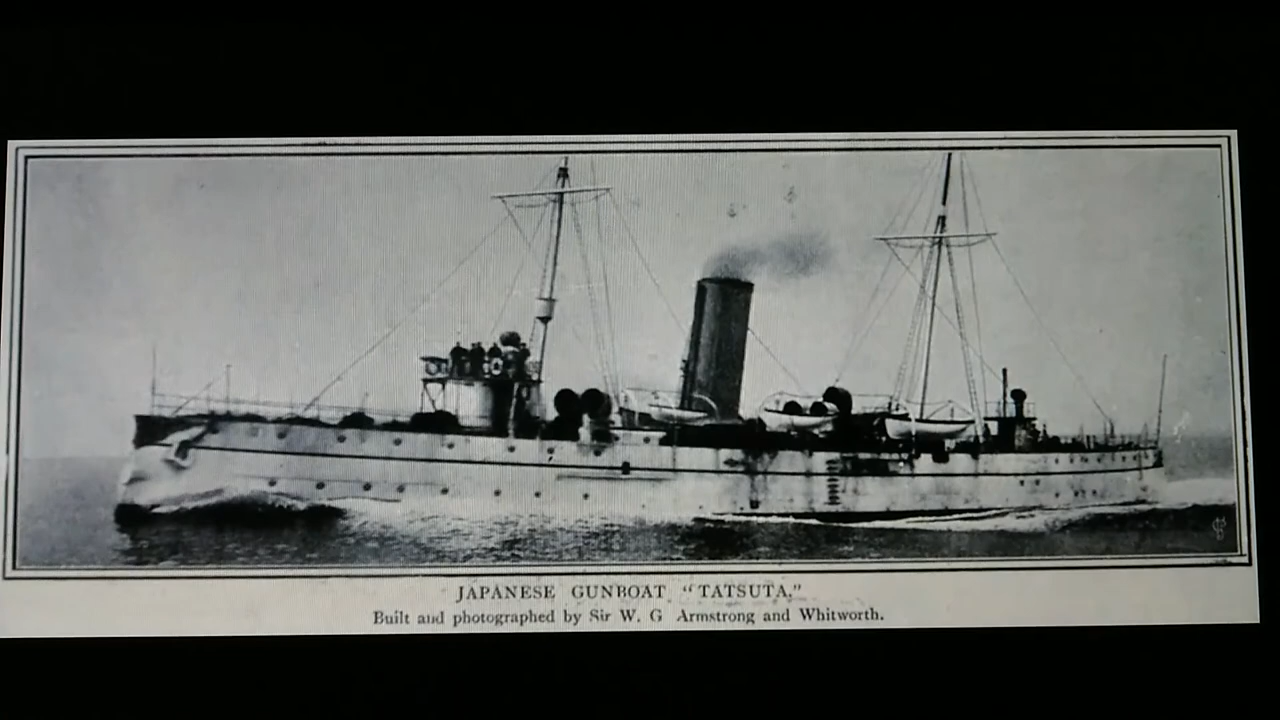 JAPANESE GUNBOAT "TATSUTA."
Built and photographed by Sir W. G Armstrong and Whitworth.